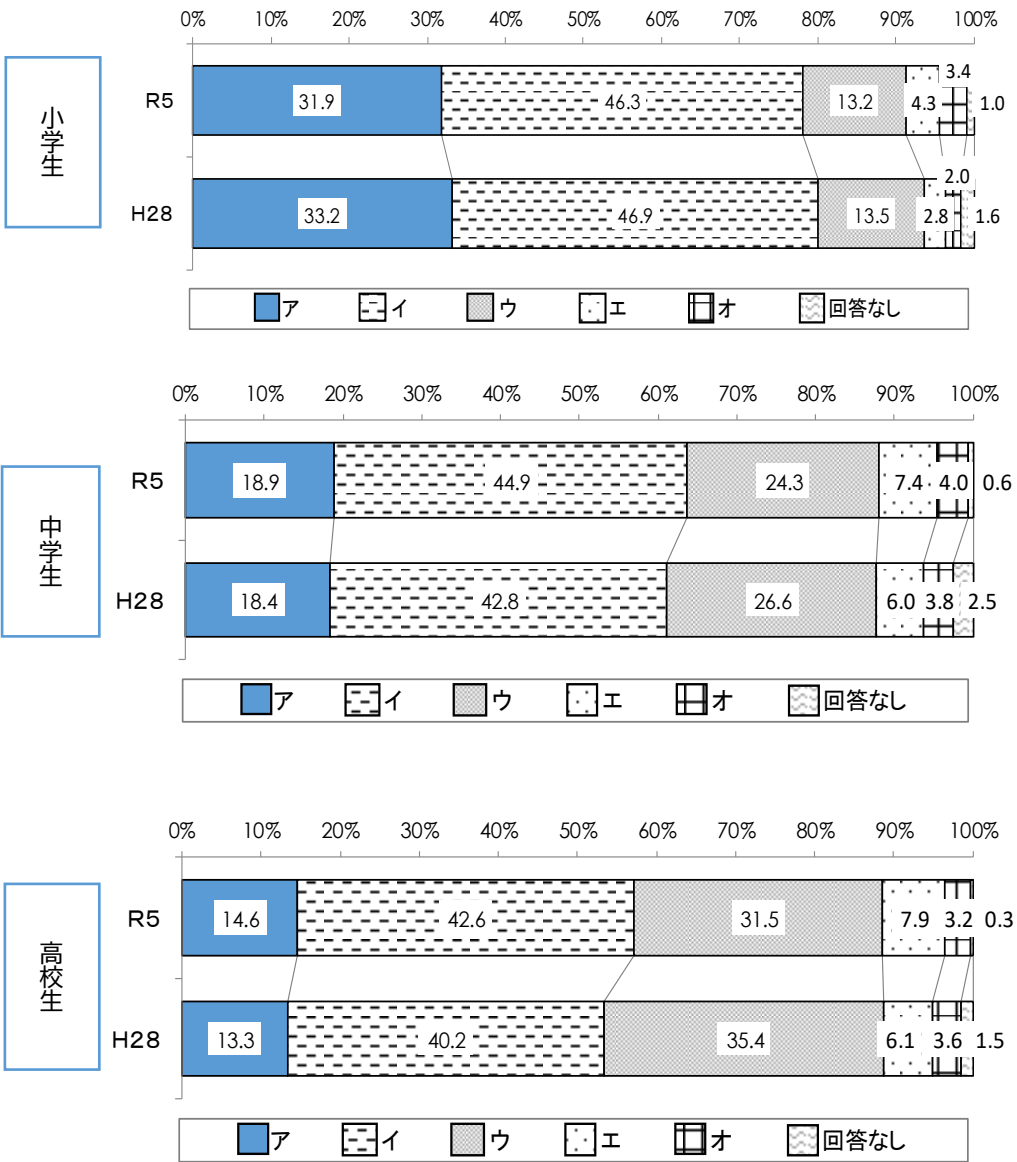 0% 10% 20% 30% 40% 50% 60% 70% 80% 90% 100%
小学生
R5 31.9 46.3 13.2 4.3 3.4 1.0
H28 33.2 46.9 13.5 2.8 2.0 1.6
ア イ ウ エ オ 回答なし
0% 10% 20% 30% 40% 50% 60% 70% 80% 90% 100%
中学生
R5 18.9 44.9 24.3 7.4 4.0 0.6
H28 18.4 42.8 26.6 6.0 3.8 2.5
ア イ ウ エ オ 回答なし
0% 10% 20% 30% 40% 50% 60% 70% 80% 90% 100%
高校生
R5 14.6 42.6 31.5 7.9 3.2 0.3
H28 13.3 40.2 35.4 6.1 3.6 1.5
ア イ ウ エ オ 回答なし